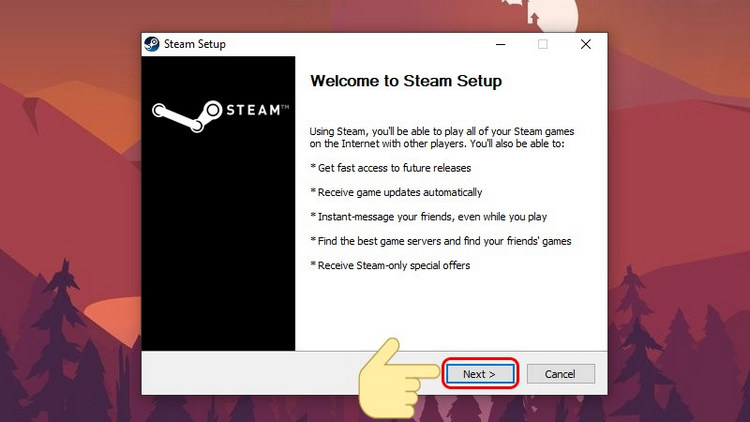 Steam Setup
STEAM™
Welcome to Steam Setup
Using Steam, you'll be able to play all of your Steam games
on the Internet with other players. You'll also be able to:
* Get fast access to future releases
* Receive game updates automatically
* Instant-message your friends, even while you play
* Find the best game servers and find your friends' games
* Receive Steam-only special offers
Next >
Cancel